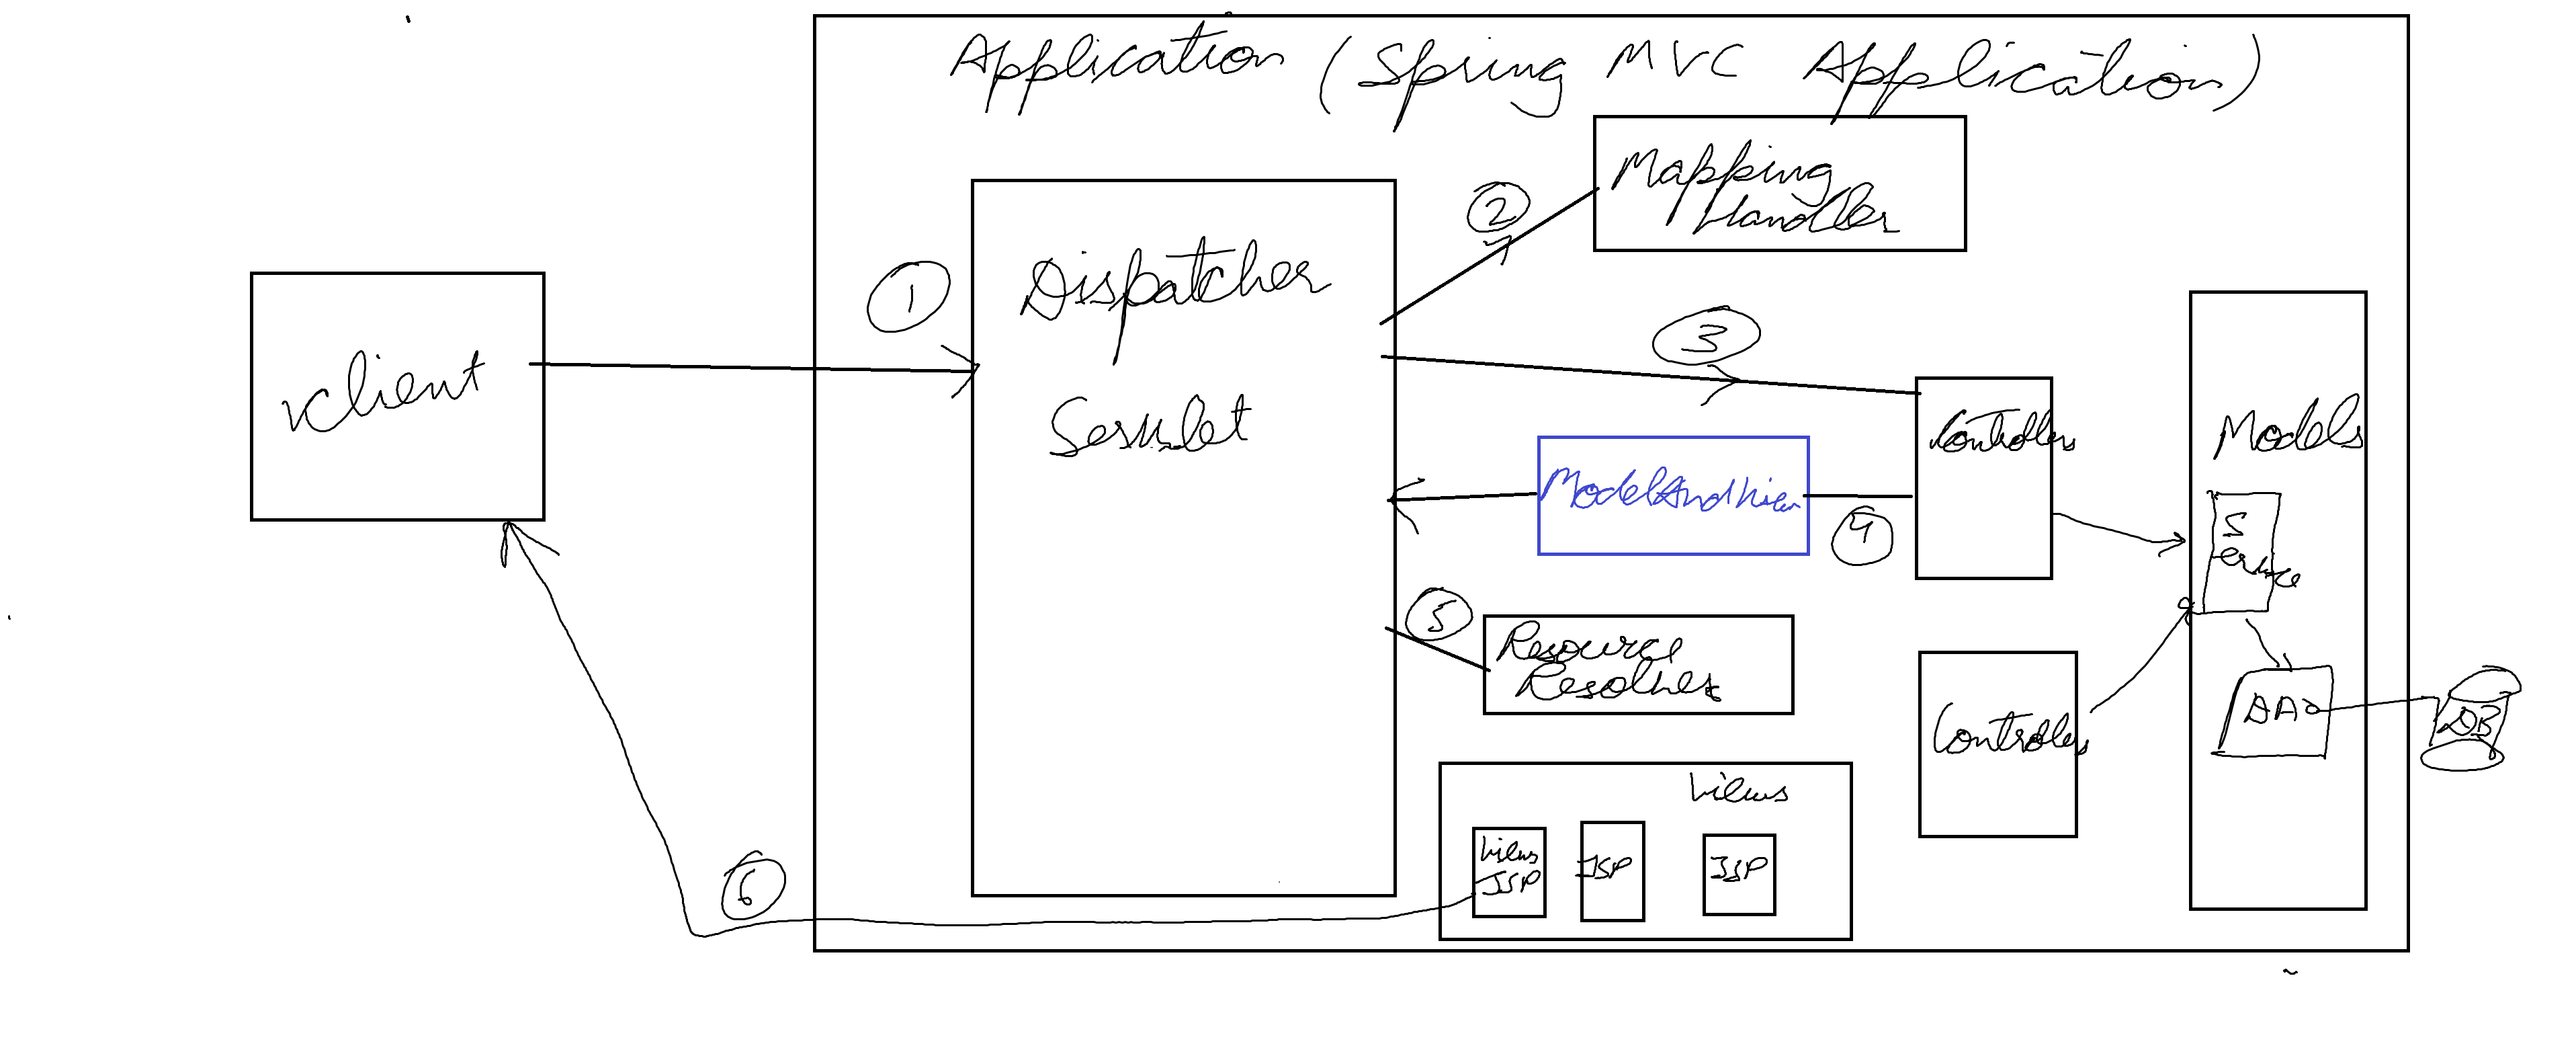 Application (Spring MVC Application)
Mapping
Handler
2
1
Dispatcher
Servlet
3
client
Controller
Models
ModelAndView
4
S
ervice
5
Resource
Resolver
Controller
DAO
DB
Views
Views
JSP
JSP
JSP
6